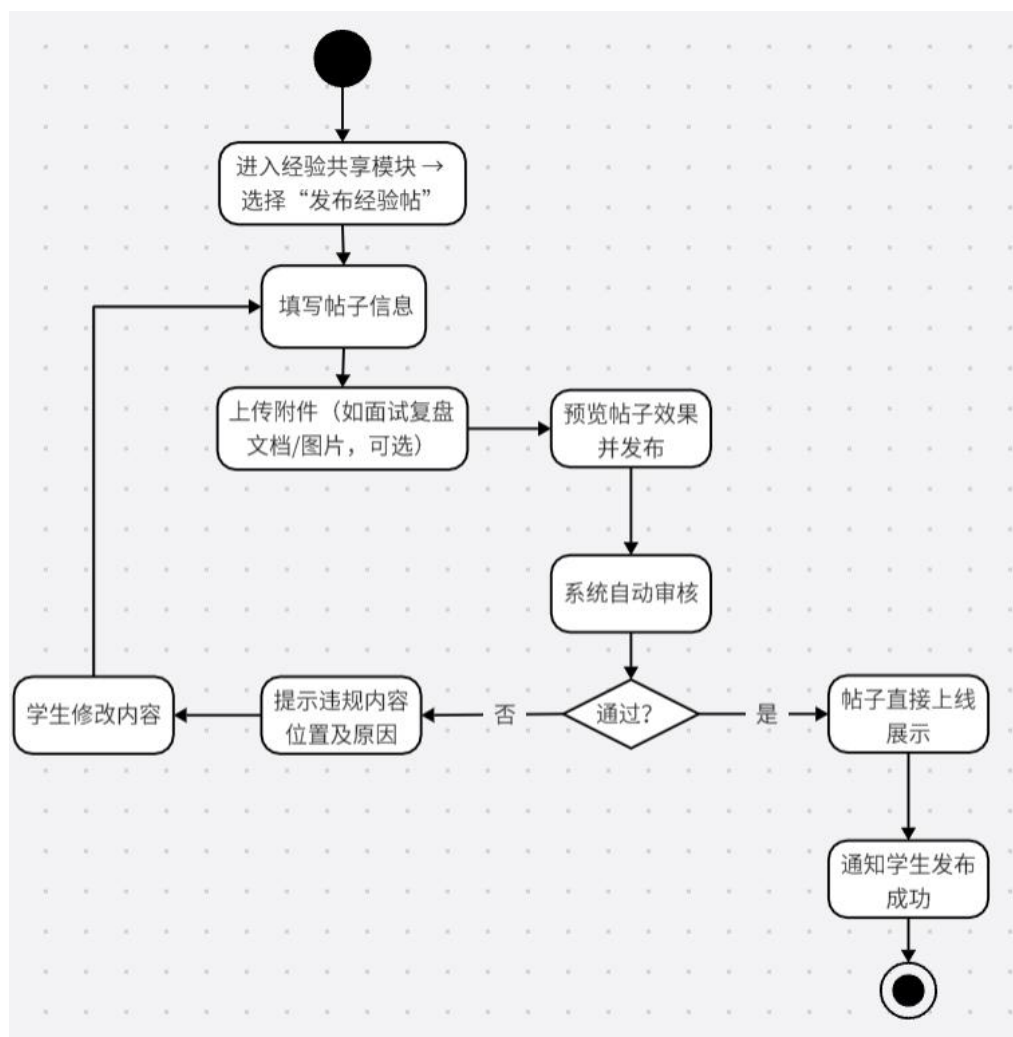 进入经验共享模块 →
选择“发布经验帖”
填写帖子信息
上传附件（如面试复盘
文档/图片，可选）
预览帖子效果
并发布
系统自动审核
通过？
否
是
提示违规内容
位置及原因
学生修改内容
帖子直接上线
展示
通知学生发布
成功